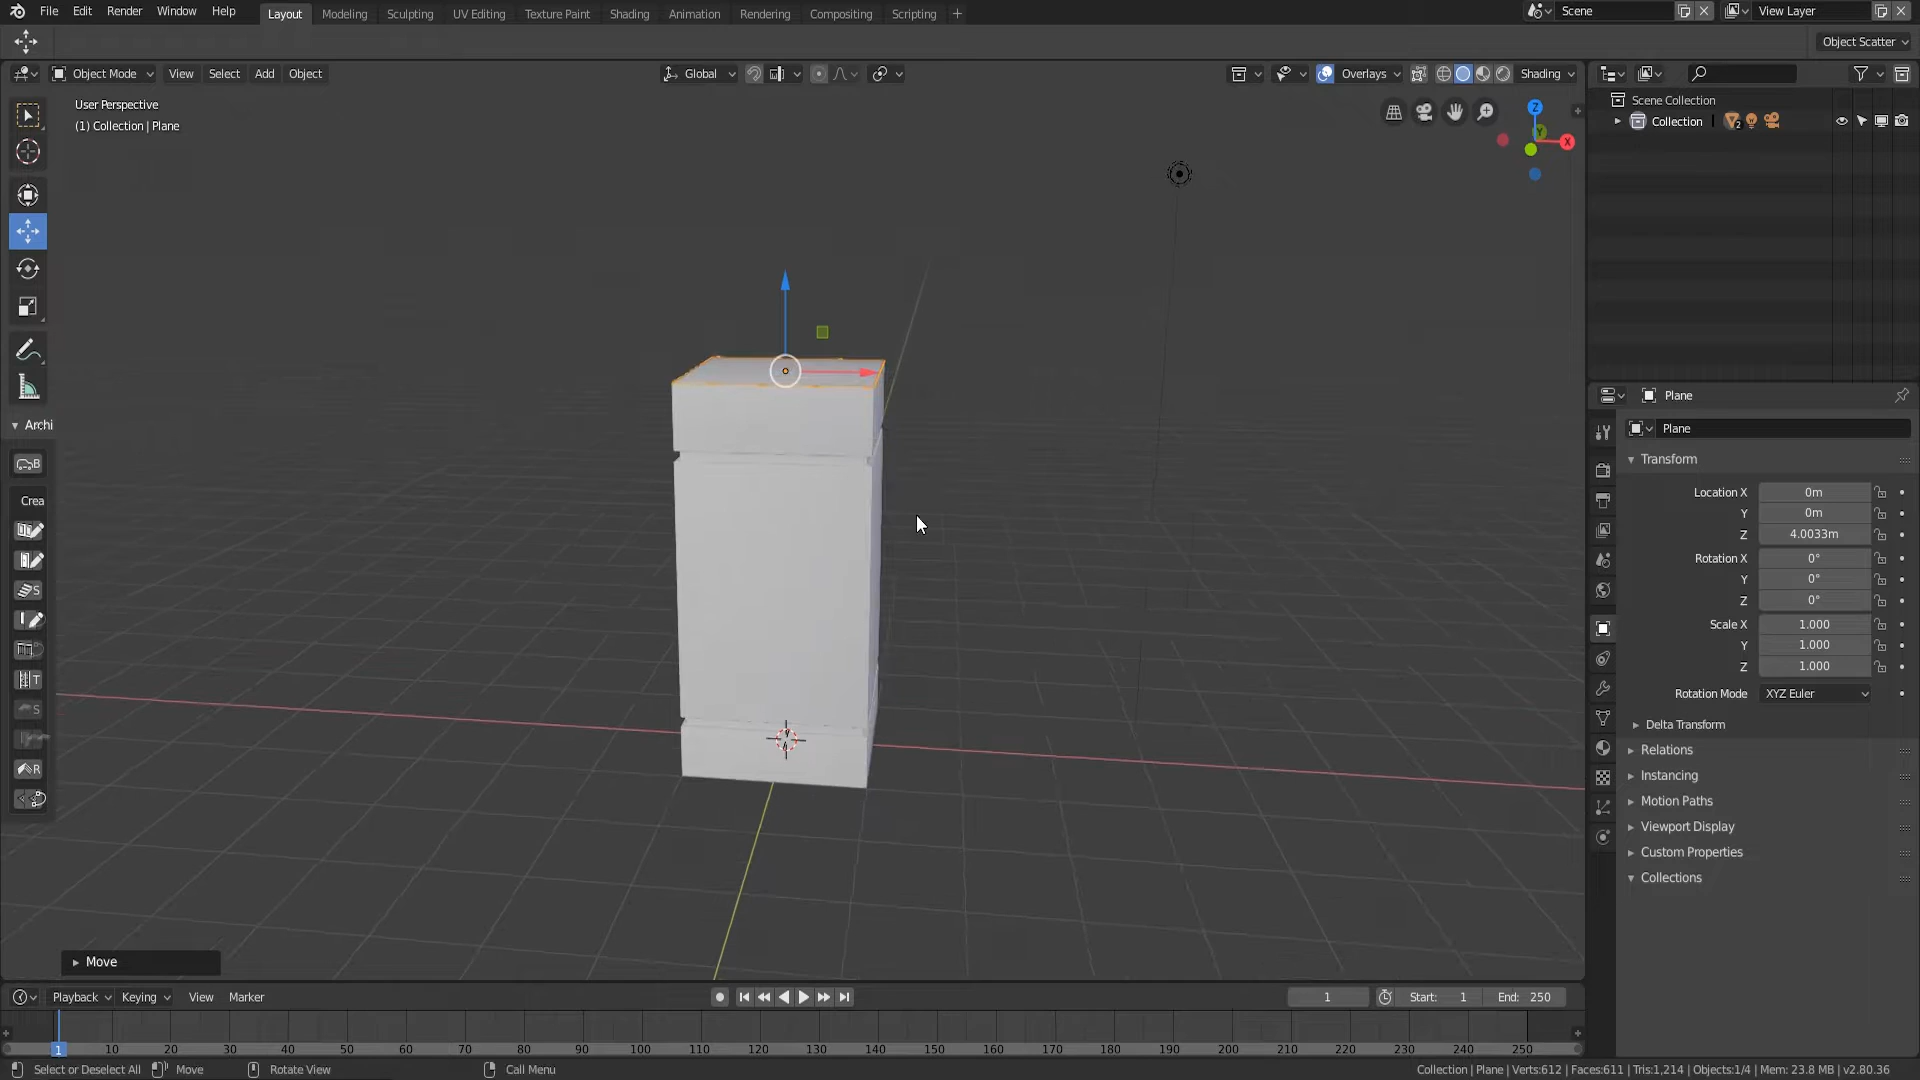 File Edit Render Window Help Layout Modeling Sculpting UV Editing Texture Paint Shading Animation Rendering Compositing Scripting + Scene View Layer
Object Scatter
Object Mode View Select Add Object Global Overlays Shading
User Perspective
(1) Collection | Plane
Scene Collection
Collection 2
Z
Y
X
Plane
Plane
Transform
Location X 0m
Y 0m
Z 4.0033m
Rotation X 0°
Y 0°
Z 0°
Scale X 1.000
Y 1.000
Z 1.000
Rotation Mode XYZ Euler
Delta Transform
Relations
Instancing
Motion Paths
Viewport Display
Custom Properties
Collections
Archi
B
Crea
S
T
S
R
Move
Playback Keying View Marker 1 Start: 1 End: 250
1 10 20 30 40 50 60 70 80 90 100 110 120 130 140 150 160 170 180 190 200 210 220 230 240 250
Select or Deselect All Move Rotate View Call Menu Collection | Plane | Verts:612 | Faces:611 | Tris:1,214 | Objects:1/4 | Mem: 23.8 MB | v2.80.36